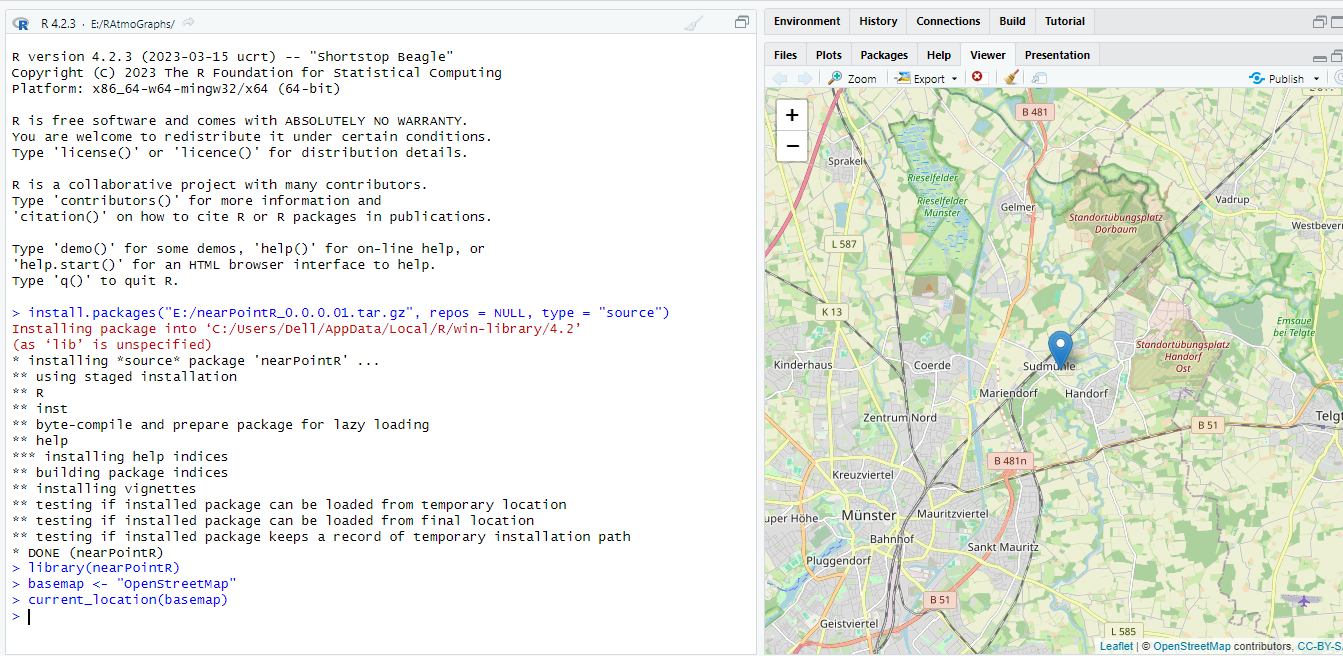 R 4.2.3 · E:/RAtmoGraphs/
R version 4.2.3 (2023-03-15 ucrt) -- "Shortstop Beagle"
Copyright (C) 2023 The R Foundation for Statistical Computing
Platform: x86_64-w64-mingw32/x64 (64-bit)
R is free software and comes with ABSOLUTELY NO WARRANTY.
You are welcome to redistribute it under certain conditions.
Type 'license()' or 'licence()' for distribution details.
R is a collaborative project with many contributors.
Type 'contributors()' for more information and
'citation()' on how to cite R or R packages in publications.
Type 'demo()' for some demos, 'help()' for on-line help, or
'help.start()' for an HTML browser interface to help.
Type 'q()' to quit R.
> install.packages("E:/nearPointR_0.0.0.01.tar.gz", repos = NULL, type = "source")
Installing package into ‘C:/Users/Dell/AppData/Local/R/win-library/4.2’
(as ‘lib’ is unspecified)
* installing *source* package 'nearPointR' ...
** using staged installation
** R
** inst
** byte-compile and prepare package for lazy loading
** help
*** installing help indices
** building package indices
** installing vignettes
** testing if installed package can be loaded from temporary location
** testing if installed package can be loaded from final location
** testing if installed package keeps a record of temporary installation path
* DONE (nearPointR)
> library(nearPointR)
> basemap <- "OpenStreetMap"
> current_location(basemap)
>
Environment History Connections Build Tutorial
Files Plots Packages Help Viewer Presentation
Zoom Export Publish
+
−
B 481
Sprakel
Rieselfelder
Rieselfelder
Münster
Gelmer
Standortübungsplatz
Dorbaum
Vadrup
Westbevern
L 587
K 13
Emsaue
bei Telgte
Kinderhaus
Coerde
Sudmühle
Standortübungsplatz
Handorf
Ost
Mariendorf
Handorf
Zentrum Nord
B 51
Telgt
B 481n
Kreuzviertel
uper Höhe
Münster
Mauritzviertel
Bahnhof
Sankt Mauritz
Pluggendorf
B 51
Geistviertel
L 585
Leaflet | © OpenStreetMap contributors, CC-BY-S